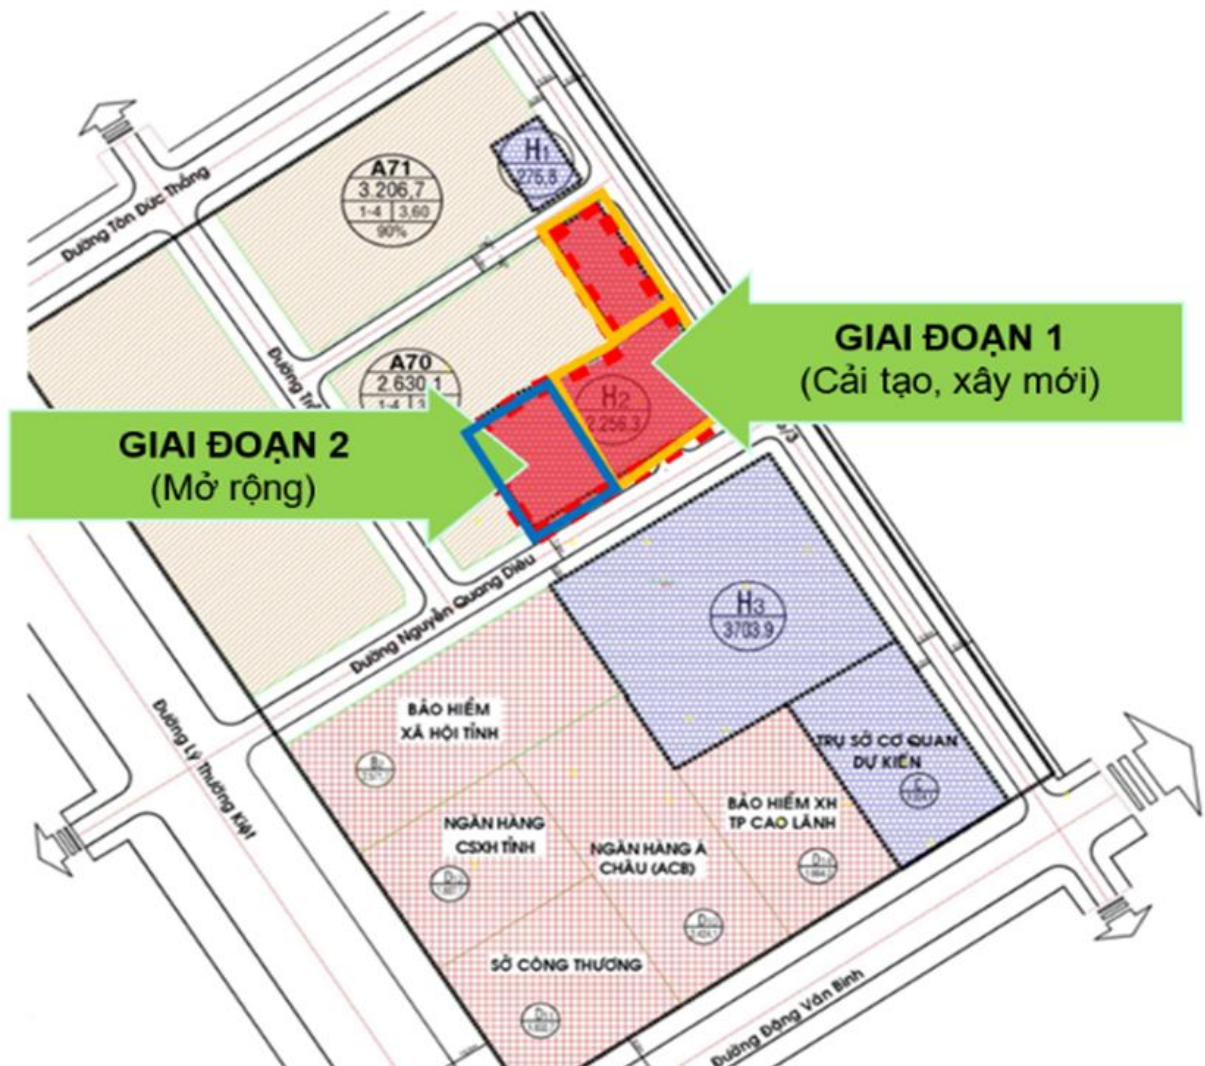 H1
276,8
A71
3.206,7
1-4 3,60
90%
Đường Tôn Đức Thắng
GIAI ĐOẠN 1
(Cải tạo, xây mới)
A70
2.630,1
1-4
H2
2.256.3
GIAI ĐOẠN 2
(Mở rộng)
Đường Nguyễn Quang Diêu
H3
3703.9
BẢO HIỂM
XÃ HỘI TỈNH
Đường Lý Thường Kiệt
TRỤ SỞ CƠ QUAN
DỰ KIẾN
BẢO HIỂM XH
TP CAO LÃNH
NGÂN HÀNG
CSXH TỈNH
NGÂN HÀNG Á
CHÂU (ACB)
SỞ CÔNG THƯƠNG
Đường Đặng Văn Bình